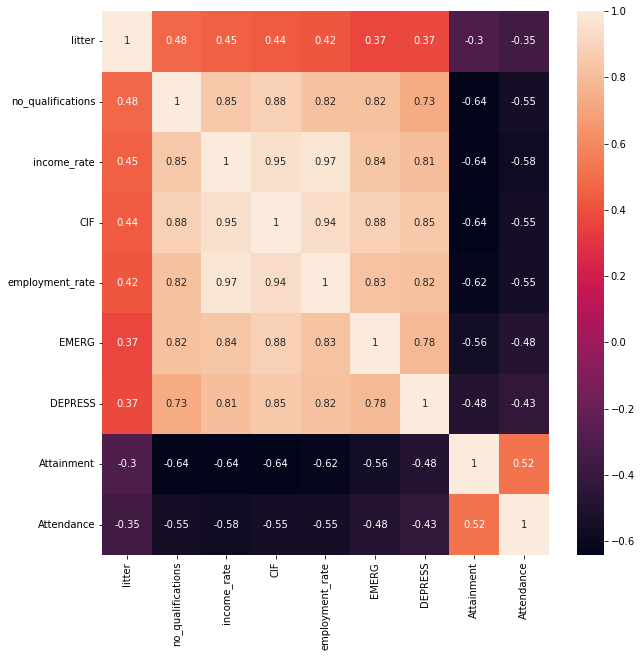 litter 1 0.48 0.45 0.44 0.42 0.37 0.37 -0.3 -0.35
no_qualifications 0.48 1 0.85 0.88 0.82 0.82 0.73 -0.64 -0.55
income_rate 0.45 0.85 1 0.95 0.97 0.84 0.81 -0.64 -0.58
CIF 0.44 0.88 0.95 1 0.94 0.88 0.85 -0.64 -0.55
employment_rate 0.42 0.82 0.97 0.94 1 0.83 0.82 -0.62 -0.55
EMERG 0.37 0.82 0.84 0.88 0.83 1 0.78 -0.56 -0.48
DEPRESS 0.37 0.73 0.81 0.85 0.82 0.78 1 -0.48 -0.43
Attainment -0.3 -0.64 -0.64 -0.64 -0.62 -0.56 -0.48 1 0.52
Attendance -0.35 -0.55 -0.58 -0.55 -0.55 -0.48 -0.43 0.52 1
litter
no_qualifications
income_rate
CIF
employment_rate
EMERG
DEPRESS
Attainment
Attendance
1.0
0.8
0.6
0.4
0.2
0.0
-0.2
-0.4
-0.6